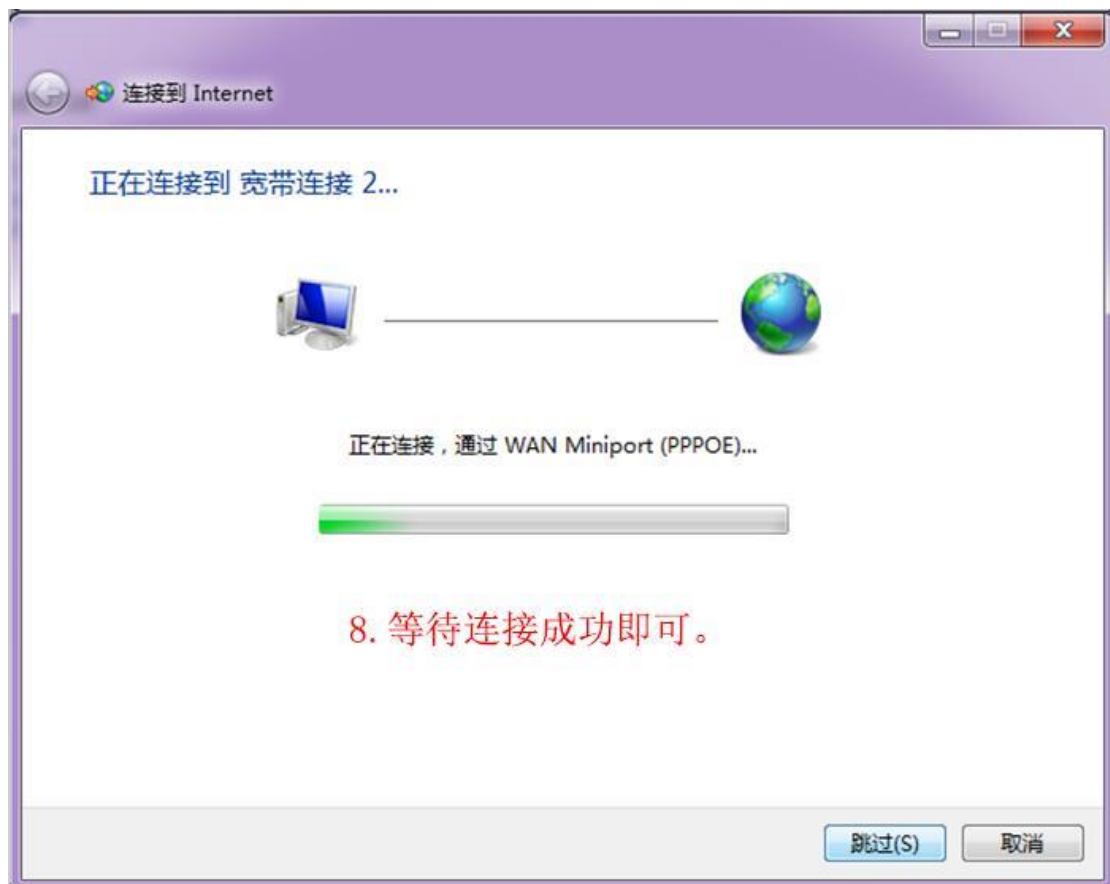 连接到 Internet
正在连接到 宽带连接 2...
正在连接，通过 WAN Miniport (PPPOE)...
8. 等待连接成功即可。
跳过(S) 取消